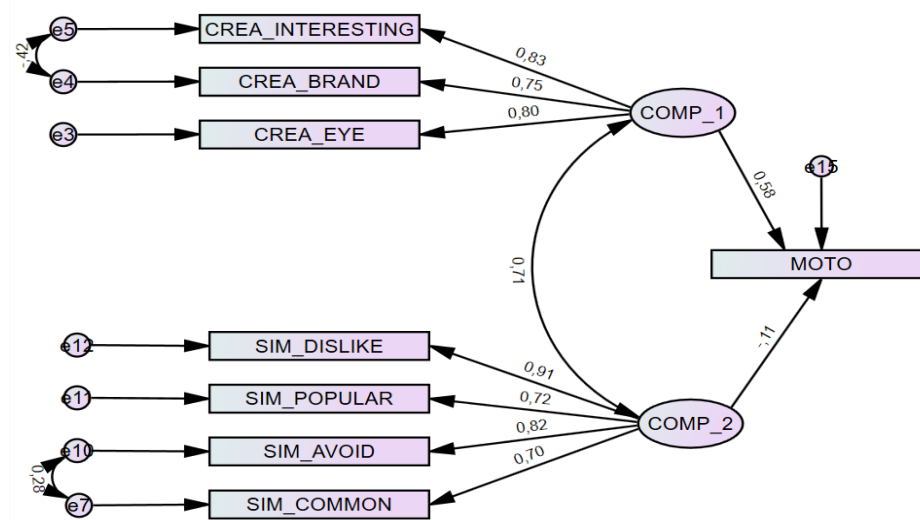 e5
CREA_INTERESTING
-,42
0,83
e4
CREA_BRAND
0,75
COMP_1
e3
CREA_EYE
0,80
e15
0,58
MOTO
0,71
-,11
e12
SIM_DISLIKE
0,91
e11
SIM_POPULAR
0,72
COMP_2
e10
SIM_AVOID
0,82
0,28
0,70
e7
SIM_COMMON